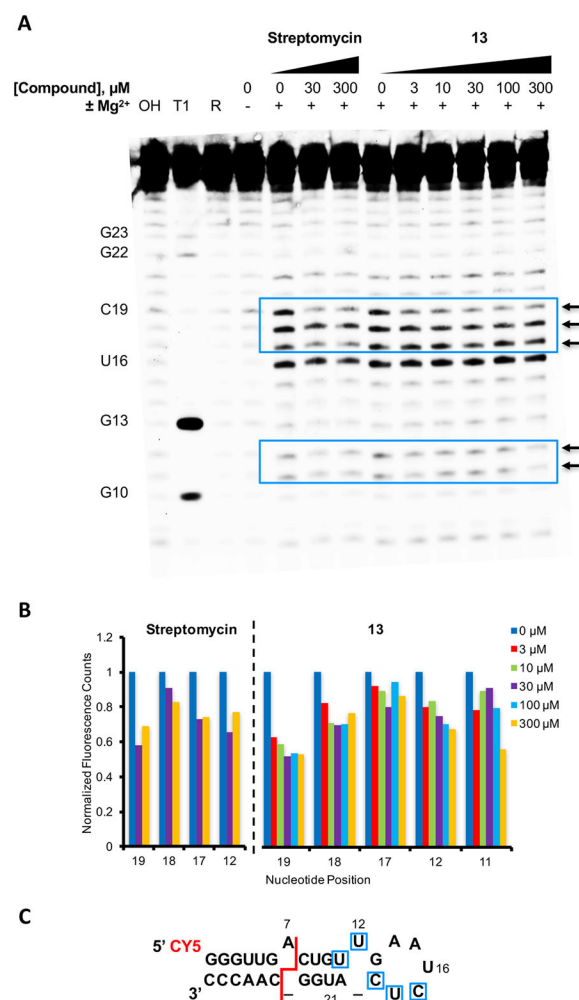 A
Streptomycin 13
[Compound], µM 0 0 30 300 0 3 10 30 100 300
± Mg²⁺ OH T1 R - + + + + + + + + +
G23
G22
C19
U16
G13
G10
B
Streptomycin 13
Normalized Fluorescence Counts
1.4
1.2
1
0.8
0.6
0.4
0.2
0
0 µM
3 µM
10 µM
30 µM
100 µM
300 µM
19 18 17 12 19 18 17 12 11
Nucleotide Position
C
7 12
5' CY5 GGGUUG A CUGU U G A A
U 16
3' CCCAAC _ GGUA _ C U C
21